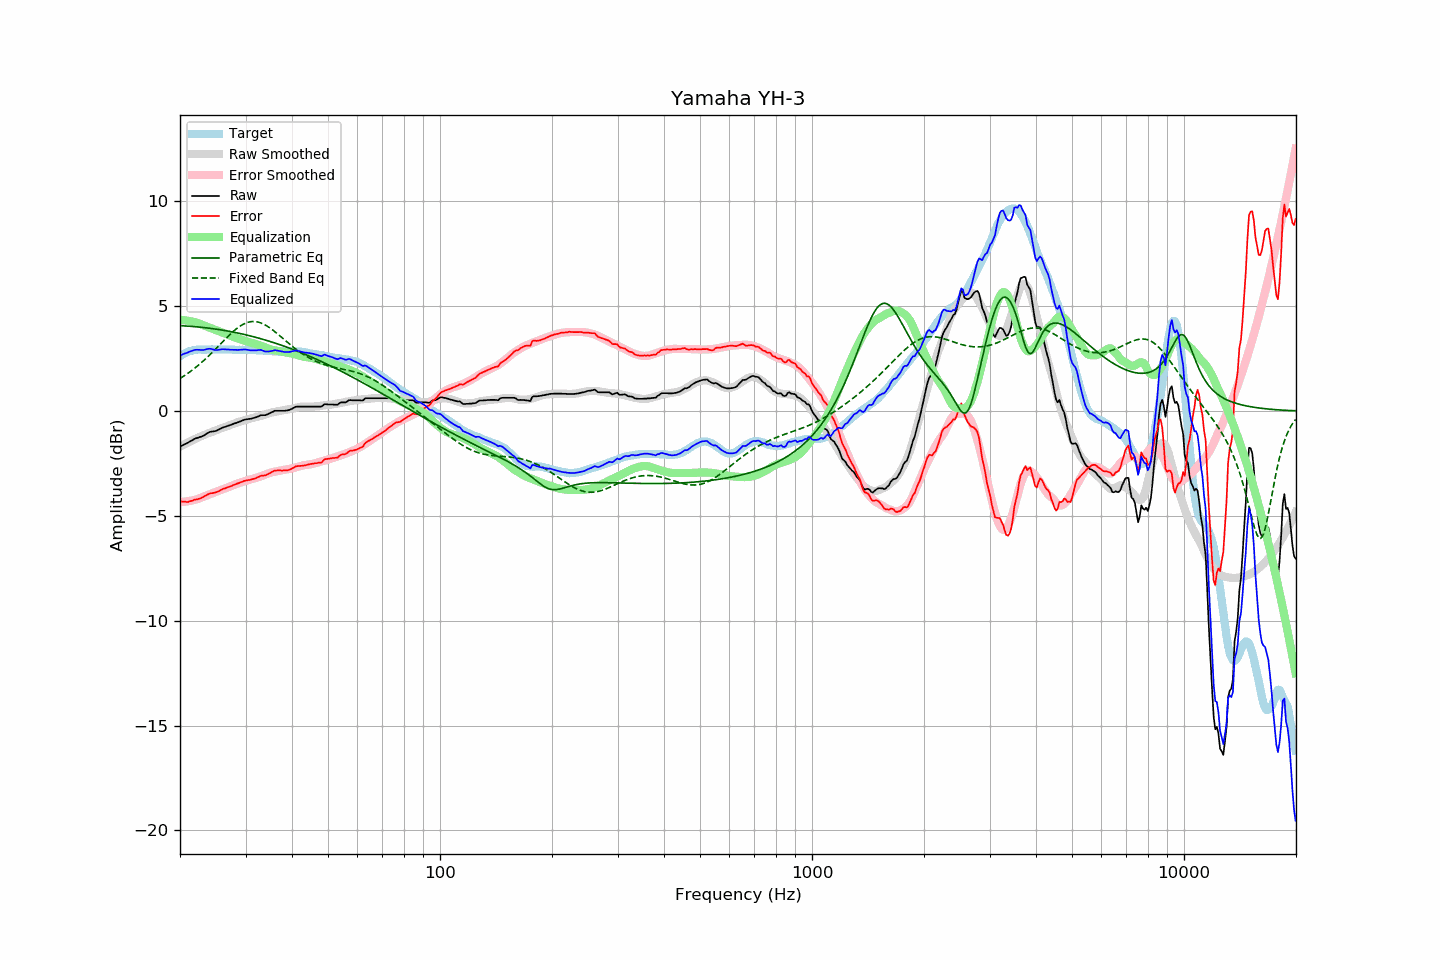 Yamaha YH-3
Target
Raw Smoothed
Error Smoothed
Raw
Error
Equalization
Parametric Eq
Fixed Band Eq
Equalized
10
5
0
−5
−10
−15
−20
Amplitude (dBr)
100
1000
10000
Frequency (Hz)